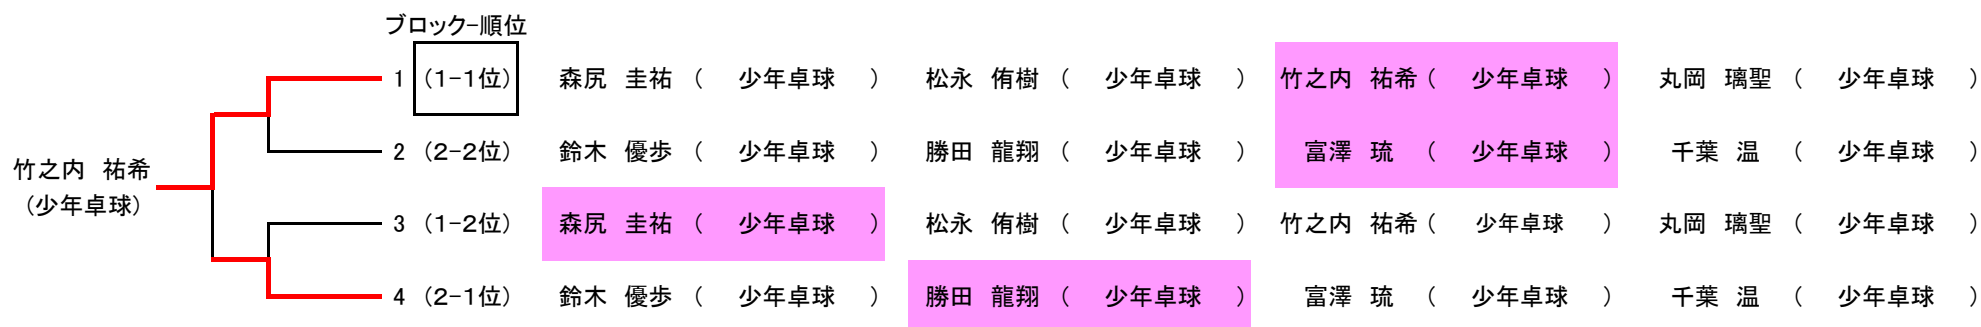 ブロック-順位
1 (1-1位) 森尻 圭祐 ( 少年卓球 ) 松永 侑樹 ( 少年卓球 ) 竹之内 祐希 ( 少年卓球 ) 丸岡 璃聖 ( 少年卓球 )
2 (2-2位) 鈴木 優歩 ( 少年卓球 ) 勝田 龍翔 ( 少年卓球 ) 富澤 琉 ( 少年卓球 ) 千葉 温 ( 少年卓球 )
竹之内 祐希
(少年卓球)
3 (1-2位) 森尻 圭祐 ( 少年卓球 ) 松永 侑樹 ( 少年卓球 ) 竹之内 祐希 ( 少年卓球 ) 丸岡 璃聖 ( 少年卓球 )
4 (2-1位) 鈴木 優歩 ( 少年卓球 ) 勝田 龍翔 ( 少年卓球 ) 富澤 琉 ( 少年卓球 ) 千葉 温 ( 少年卓球 )